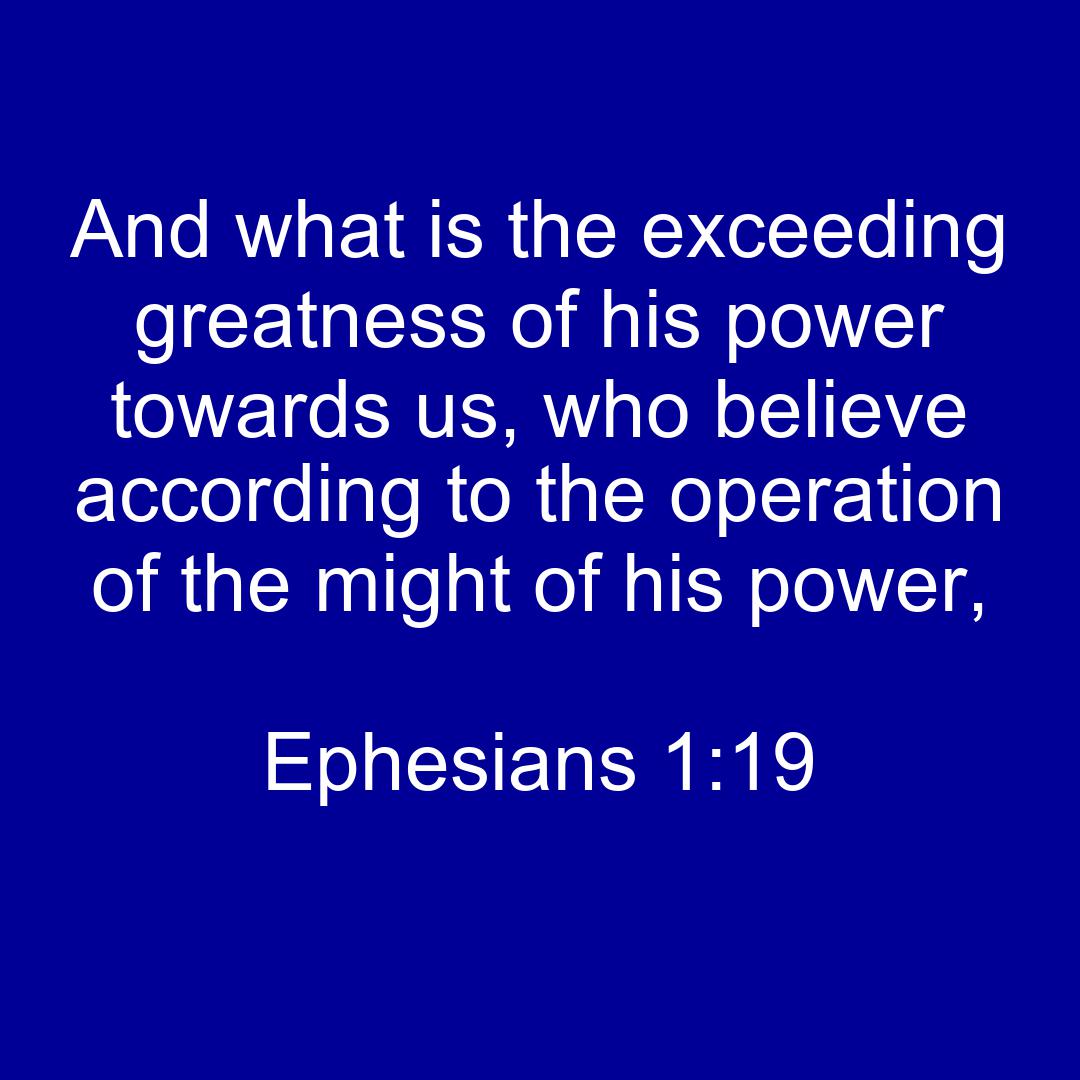 And what is the exceeding
greatness of his power
towards us, who believe
according to the operation
of the might of his power,
Ephesians 1:19